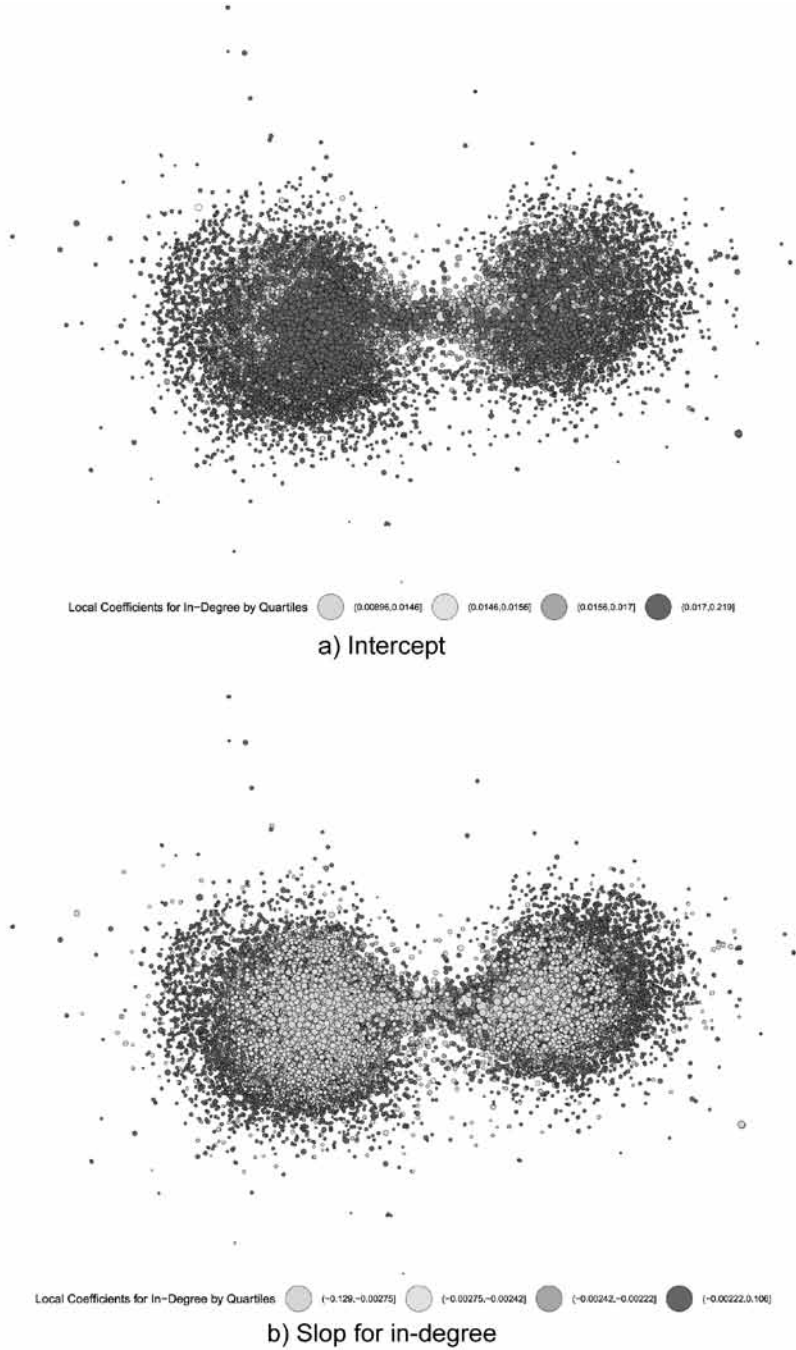 Local Coefficients for In-Degree by Quartiles [0.00896,0.0146] (0.0146,0.0156] (0.0156,0.017] (0.017,0.219]
a) Intercept
Local Coefficients for In-Degree by Quartiles (-0.129,-0.00275] (-0.00275,-0.00242] (-0.00242,-0.00222] (-0.00222,0.106]
b) Slop for in-degree